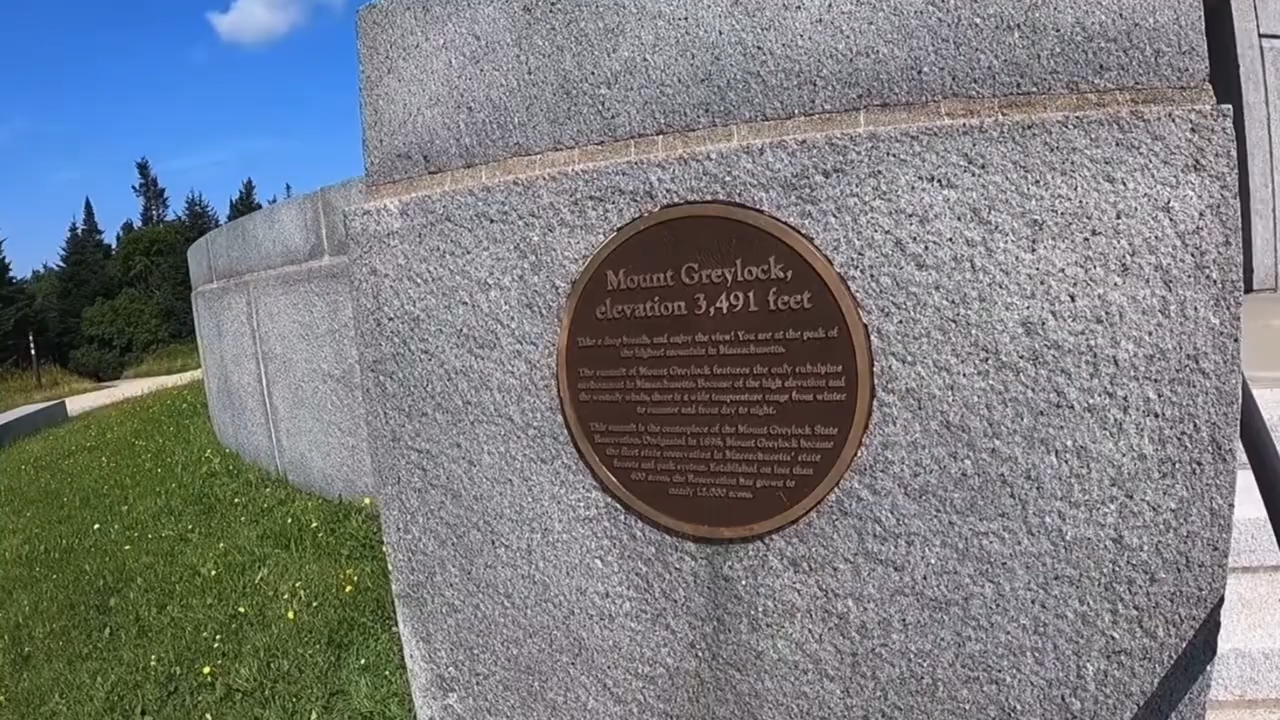 Mount Greylock,
elevation 3,491 feet
Take a deep breath, and enjoy the view! You are at the peak of
the highest mountain in Massachusetts.
The summit of Mount Greylock features the only subalpine
environment in Massachusetts. Because of the high elevation and
the westerly winds, there is a wide temperature range from winter
to summer and from day to night.
This summit is the centerpiece of the Mount Greylock State
Reservation. Designated in 1898, Mount Greylock became
the first state reservation in Massachusetts' state
forests and park system. Established on less than
400 acres, the Reservation has grown to
nearly 13,000 acres.